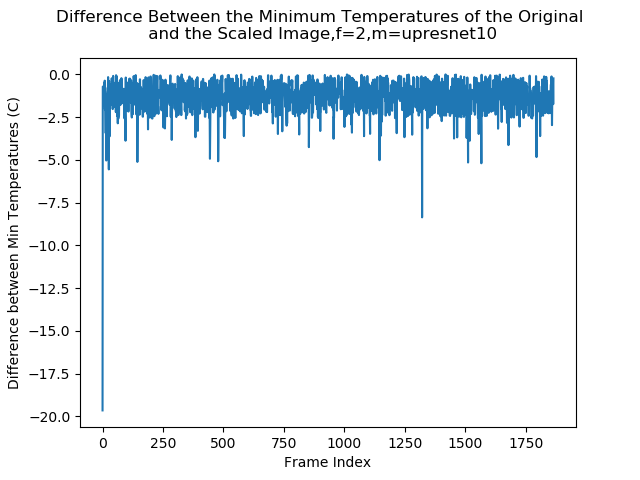 Difference Between the Minimum Temperatures of the Original
and the Scaled Image,f=2,m=upresnet10
Difference between Min Temperatures (C)
0.0
−2.5
−5.0
−7.5
−10.0
−12.5
−15.0
−17.5
−20.0
0 250 500 750 1000 1250 1500 1750
Frame Index